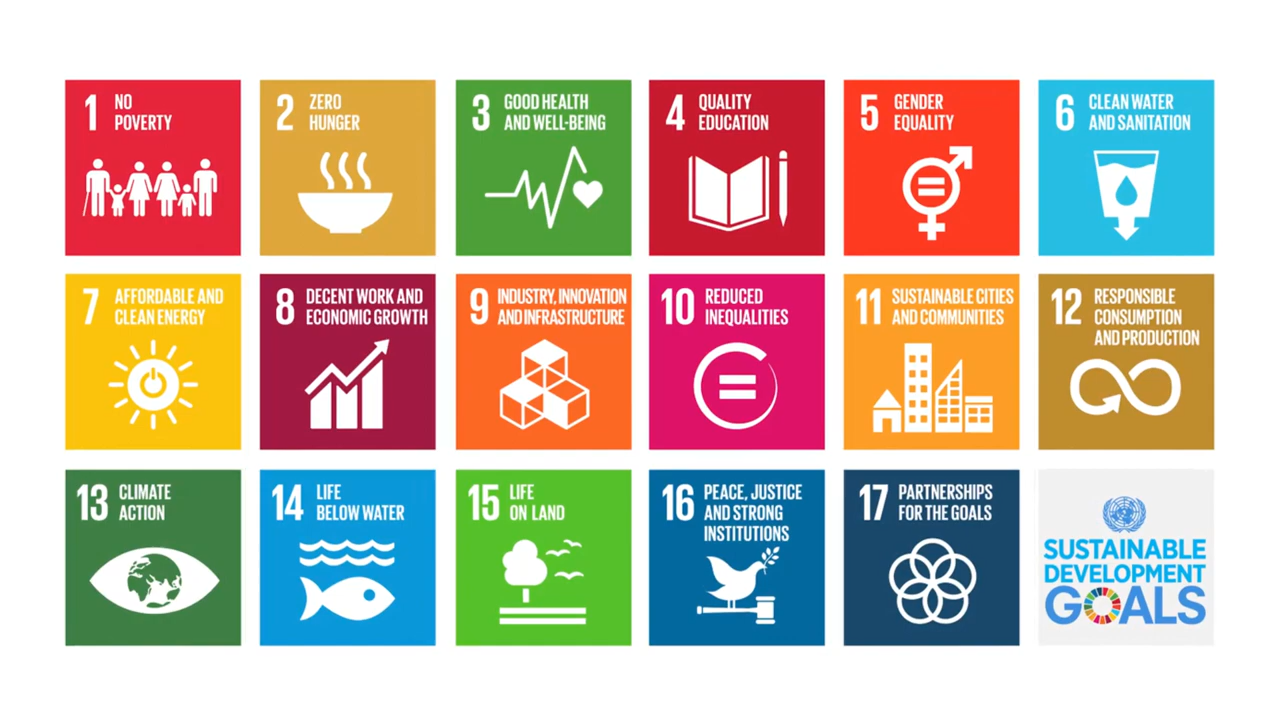 1 NO
POVERTY
2 ZERO
HUNGER
3 GOOD HEALTH
AND WELL-BEING
4 QUALITY
EDUCATION
5 GENDER
EQUALITY
6 CLEAN WATER
AND SANITATION
7 AFFORDABLE AND
CLEAN ENERGY
8 DECENT WORK AND
ECONOMIC GROWTH
9 INDUSTRY, INNOVATION
AND INFRASTRUCTURE
10 REDUCED
INEQUALITIES
11 SUSTAINABLE CITIES
AND COMMUNITIES
12 RESPONSIBLE
CONSUMPTION
AND PRODUCTION
13 CLIMATE
ACTION
14 LIFE
BELOW WATER
15 LIFE
ON LAND
16 PEACE, JUSTICE
AND STRONG
INSTITUTIONS
17 PARTNERSHIPS
FOR THE GOALS
SUSTAINABLE
DEVELOPMENT
GOALS